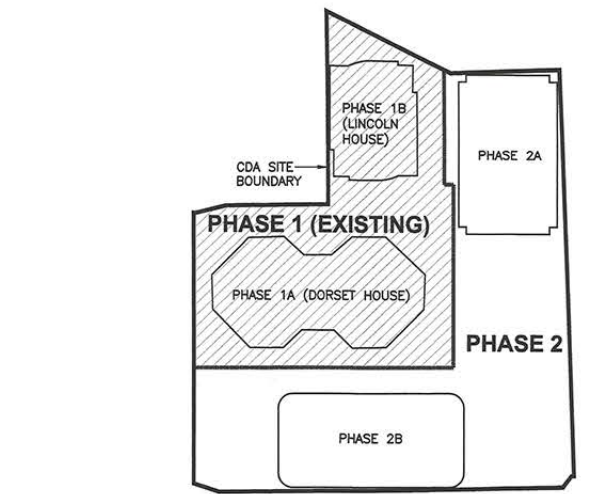 PHASE 1B
(LINCOLN
HOUSE)
PHASE 2A
CDA SITE
BOUNDARY
PHASE 1 (EXISTING)
PHASE 1A (DORSET HOUSE)
PHASE 2
PHASE 2B